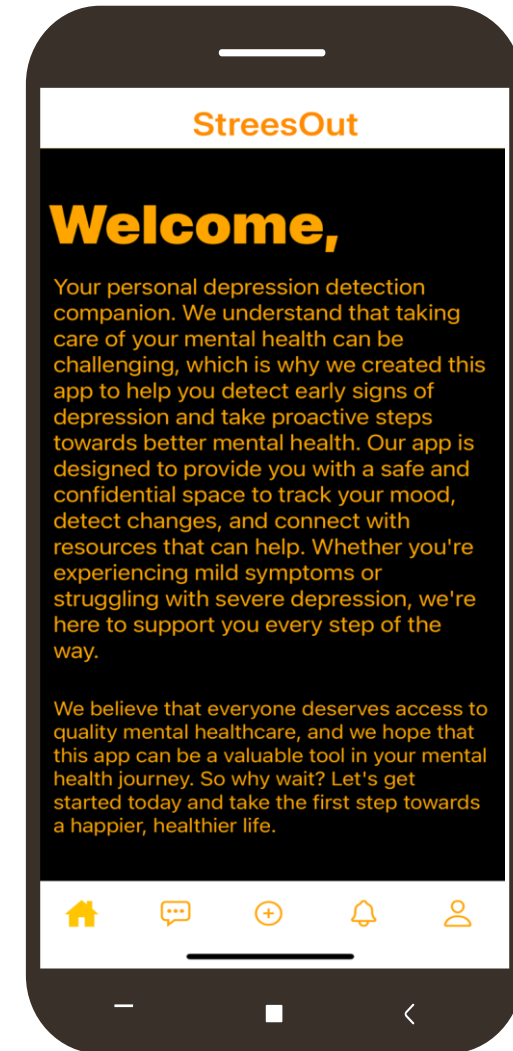 StreesOut
Welcome,
Your personal depression detection
companion. We understand that taking
care of your mental health can be
challenging, which is why we created this
app to help you detect early signs of
depression and take proactive steps
towards better mental health. Our app is
designed to provide you with a safe and
confidential space to track your mood,
detect changes, and connect with
resources that can help. Whether you're
experiencing mild symptoms or
struggling with severe depression, we're
here to support you every step of the
way.
We believe that everyone deserves access to
quality mental healthcare, and we hope that
this app can be a valuable tool in your mental
health journey. So why wait? Let's get
started today and take the first step towards
a happier, healthier life.